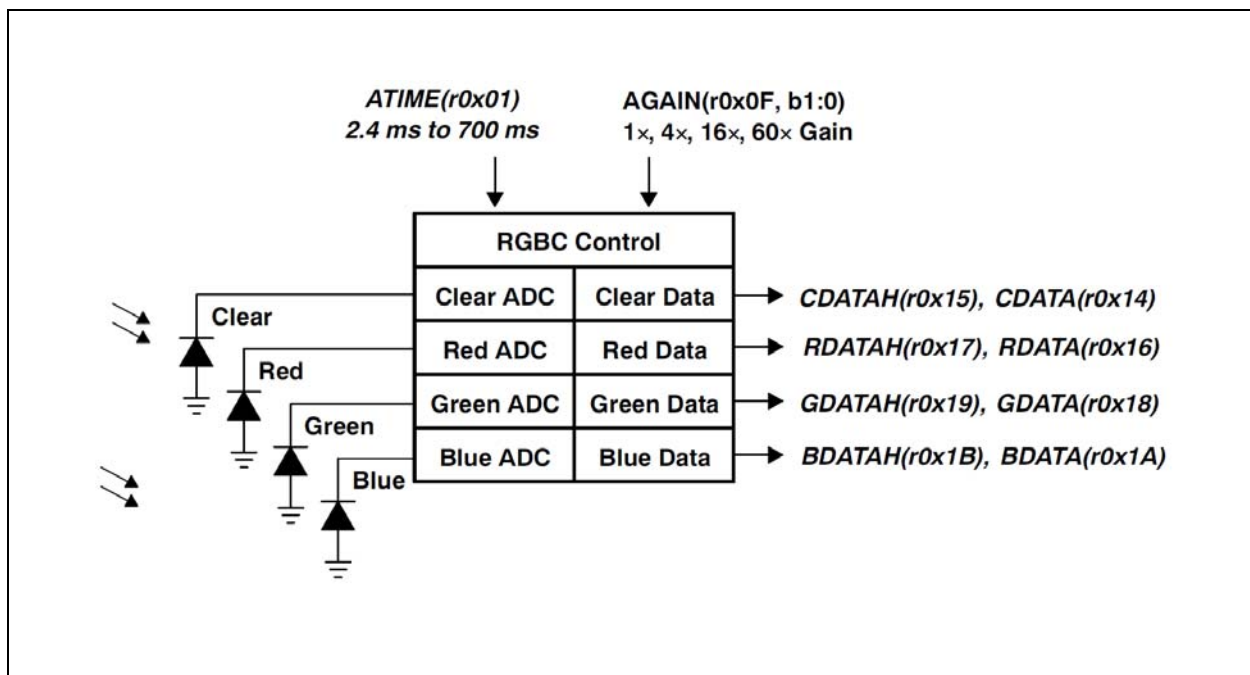 ATIME(r0x01)
2.4 ms to 700 ms
AGAIN(r0x0F, b1:0)
1×, 4×, 16×, 60× Gain
RGBC Control
Clear
Clear ADC
Clear Data
CDATAH(r0x15), CDATA(r0x14)
Red
Red ADC
Red Data
RDATAH(r0x17), RDATA(r0x16)
Green
Green ADC
Green Data
GDATAH(r0x19), GDATA(r0x18)
Blue
Blue ADC
Blue Data
BDATAH(r0x1B), BDATA(r0x1A)